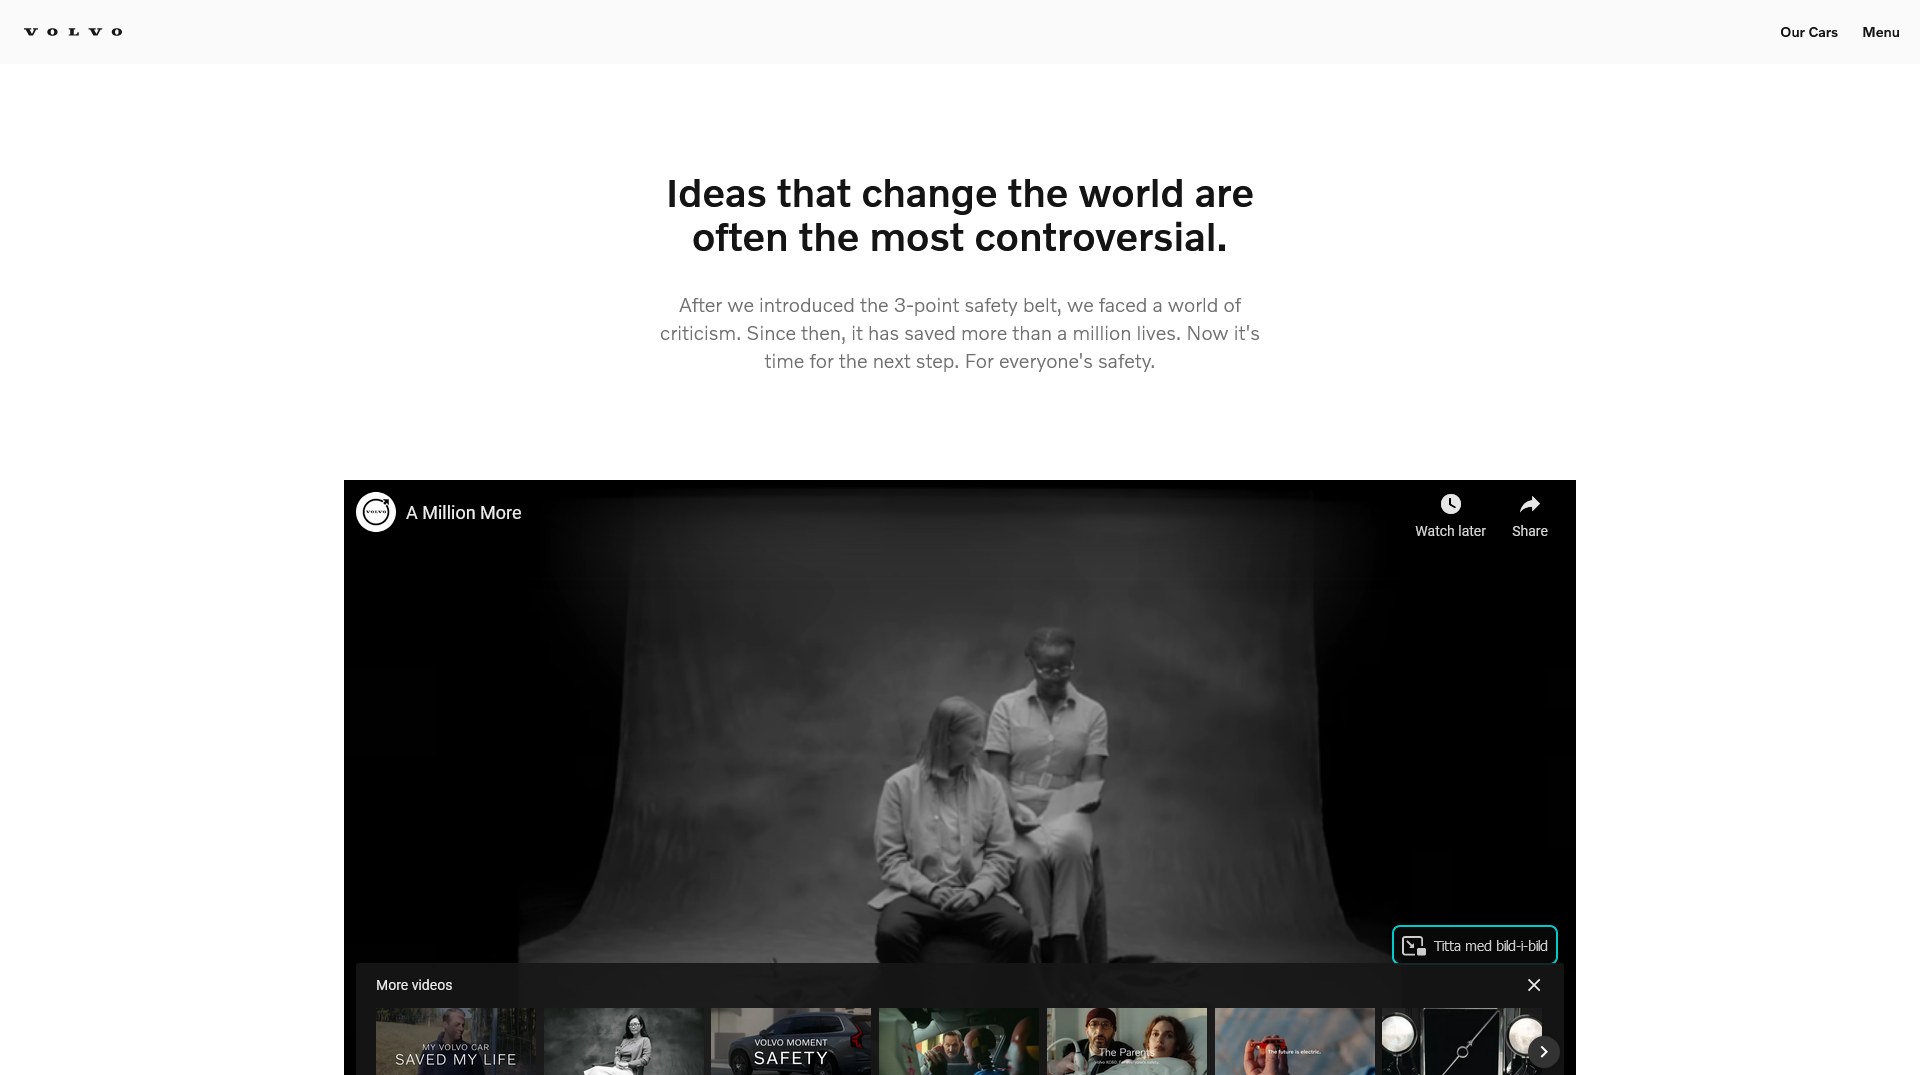 VOLVO
Our Cars Menu
Ideas that change the world are
often the most controversial.
After we introduced the 3-point safety belt, we faced a world of
criticism. Since then, it has saved more than a million lives. Now it's
time for the next step. For everyone's safety.
VOLVO
A Million More
Watch later
Share
Titta med bild-i-bild
More videos
MY VOLVO CAR
SAVED MY LIFE
VOLVO MOMENT
SAFETY
The Parents
The future is electric.